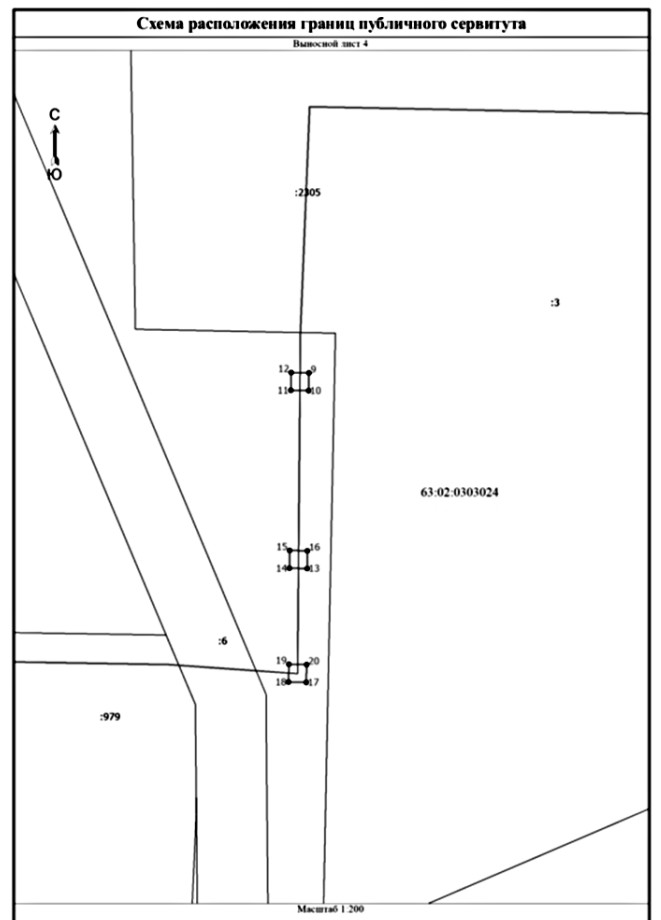 Схема расположения границ публичного сервитута
Выносной лист 4
С
Ю
:2305
:3
12 9
11 10
63:02:0303024
15 16
14 13
:6
19 20
18 17
:979
Масштаб 1:200